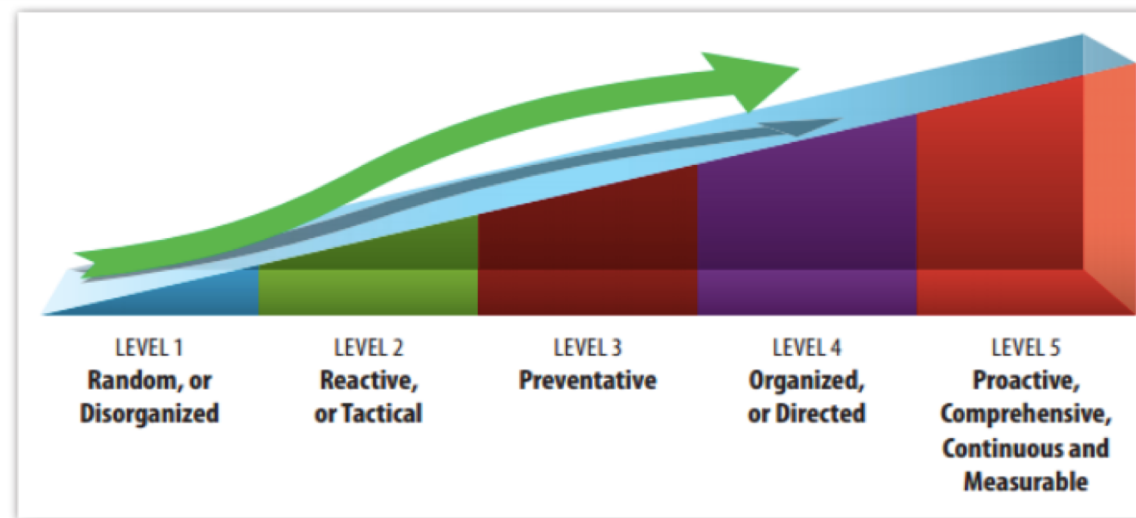 LEVEL 1
Random, or
Disorganized
LEVEL 2
Reactive,
or Tactical
LEVEL 3
Preventative
LEVEL 4
Organized,
or Directed
LEVEL 5
Proactive,
Comprehensive,
Continuous and
Measurable